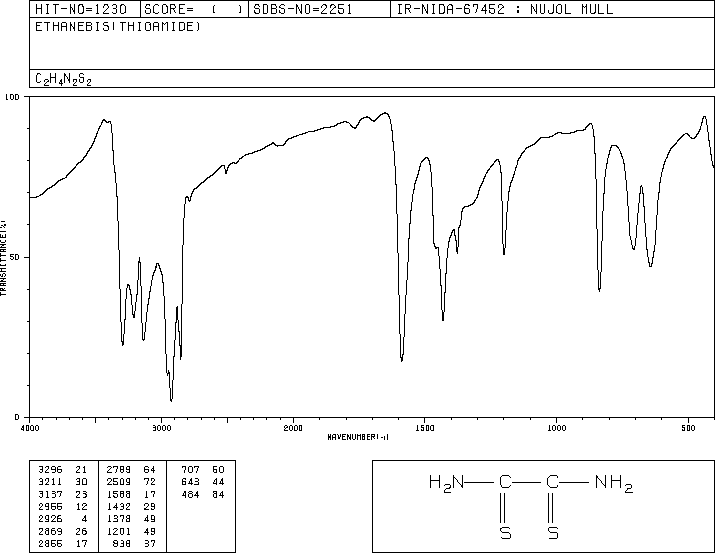 HIT-NO=1230 SCORE= ( ) SDBS-NO=2251 IR-NIDA-67452 : NUJOL MULL
ETHANEBIS(THIOAMIDE)
C2H4N2S2
100
TRANSMITTANCE(%)
50
0
4000 3000 2000 1500 1000 500
WAVENUMBER(-1)
3296 21 2789 64 707 50
3211 30 2509 72 643 44
3137 23 1588 17 484 84
2955 12 1432 29
2926 4 1378 49
2869 26 1201 49
2855 17 838 37
H2N C C NH2
S S